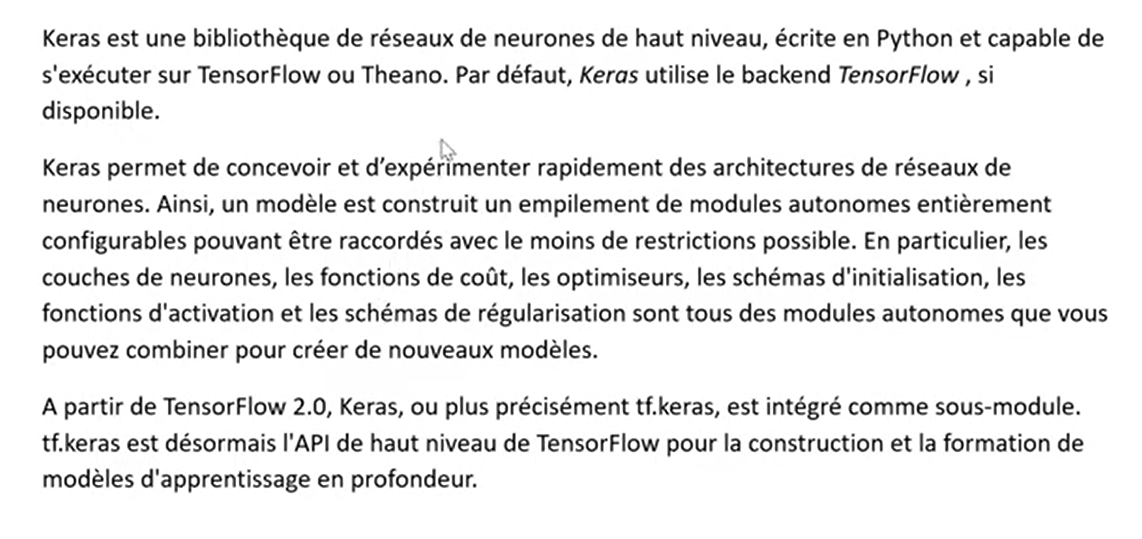 Keras est une bibliothèque de réseaux de neurones de haut niveau, écrite en Python et capable de
s'exécuter sur TensorFlow ou Theano. Par défaut, Keras utilise le backend TensorFlow , si
disponible.
Keras permet de concevoir et d’expérimenter rapidement des architectures de réseaux de
neurones. Ainsi, un modèle est construit un empilement de modules autonomes entièrement
configurables pouvant être raccordés avec le moins de restrictions possible. En particulier, les
couches de neurones, les fonctions de coût, les optimiseurs, les schémas d'initialisation, les
fonctions d'activation et les schémas de régularisation sont tous des modules autonomes que vous
pouvez combiner pour créer de nouveaux modèles.
A partir de TensorFlow 2.0, Keras, ou plus précisément tf.keras, est intégré comme sous-module.
tf.keras est désormais l'API de haut niveau de TensorFlow pour la construction et la formation de
modèles d'apprentissage en profondeur.